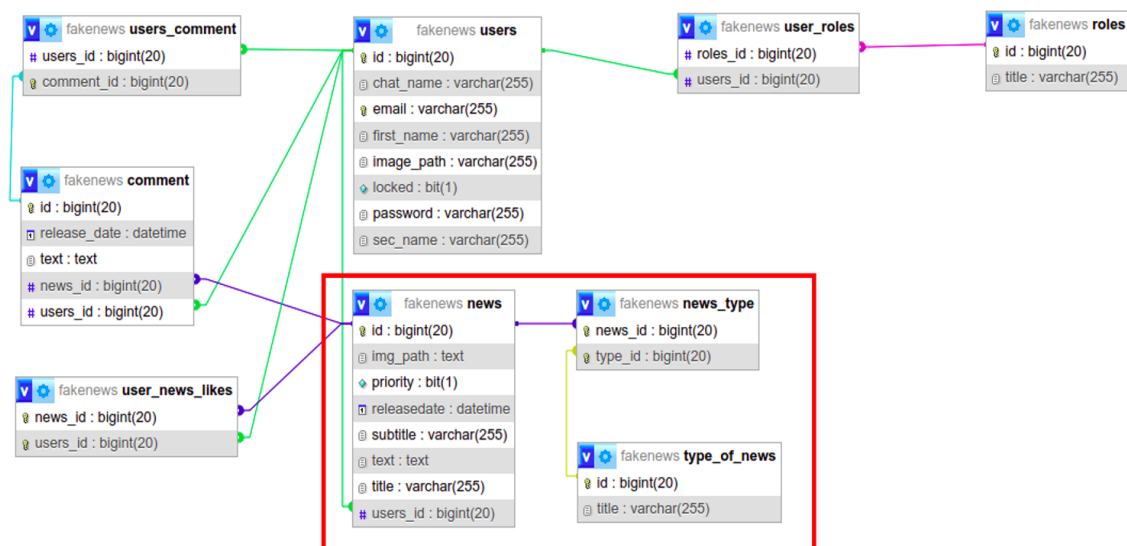 v fakenews users_comment
# users_id : bigint(20)
comment_id : bigint(20)
v fakenews users
id : bigint(20)
chat_name : varchar(255)
email : varchar(255)
first_name : varchar(255)
image_path : varchar(255)
locked : bit(1)
password : varchar(255)
sec_name : varchar(255)
v fakenews user_roles
# roles_id : bigint(20)
# users_id : bigint(20)
v fakenews roles
id : bigint(20)
title : varchar(255)
v fakenews comment
id : bigint(20)
release_date : datetime
text : text
# news_id : bigint(20)
# users_id : bigint(20)
v fakenews news
id : bigint(20)
img_path : text
priority : bit(1)
releasedate : datetime
subtitle : varchar(255)
text : text
title : varchar(255)
# users_id : bigint(20)
v fakenews news_type
news_id : bigint(20)
type_id : bigint(20)
v fakenews user_news_likes
news_id : bigint(20)
users_id : bigint(20)
v fakenews type_of_news
id : bigint(20)
title : varchar(255)